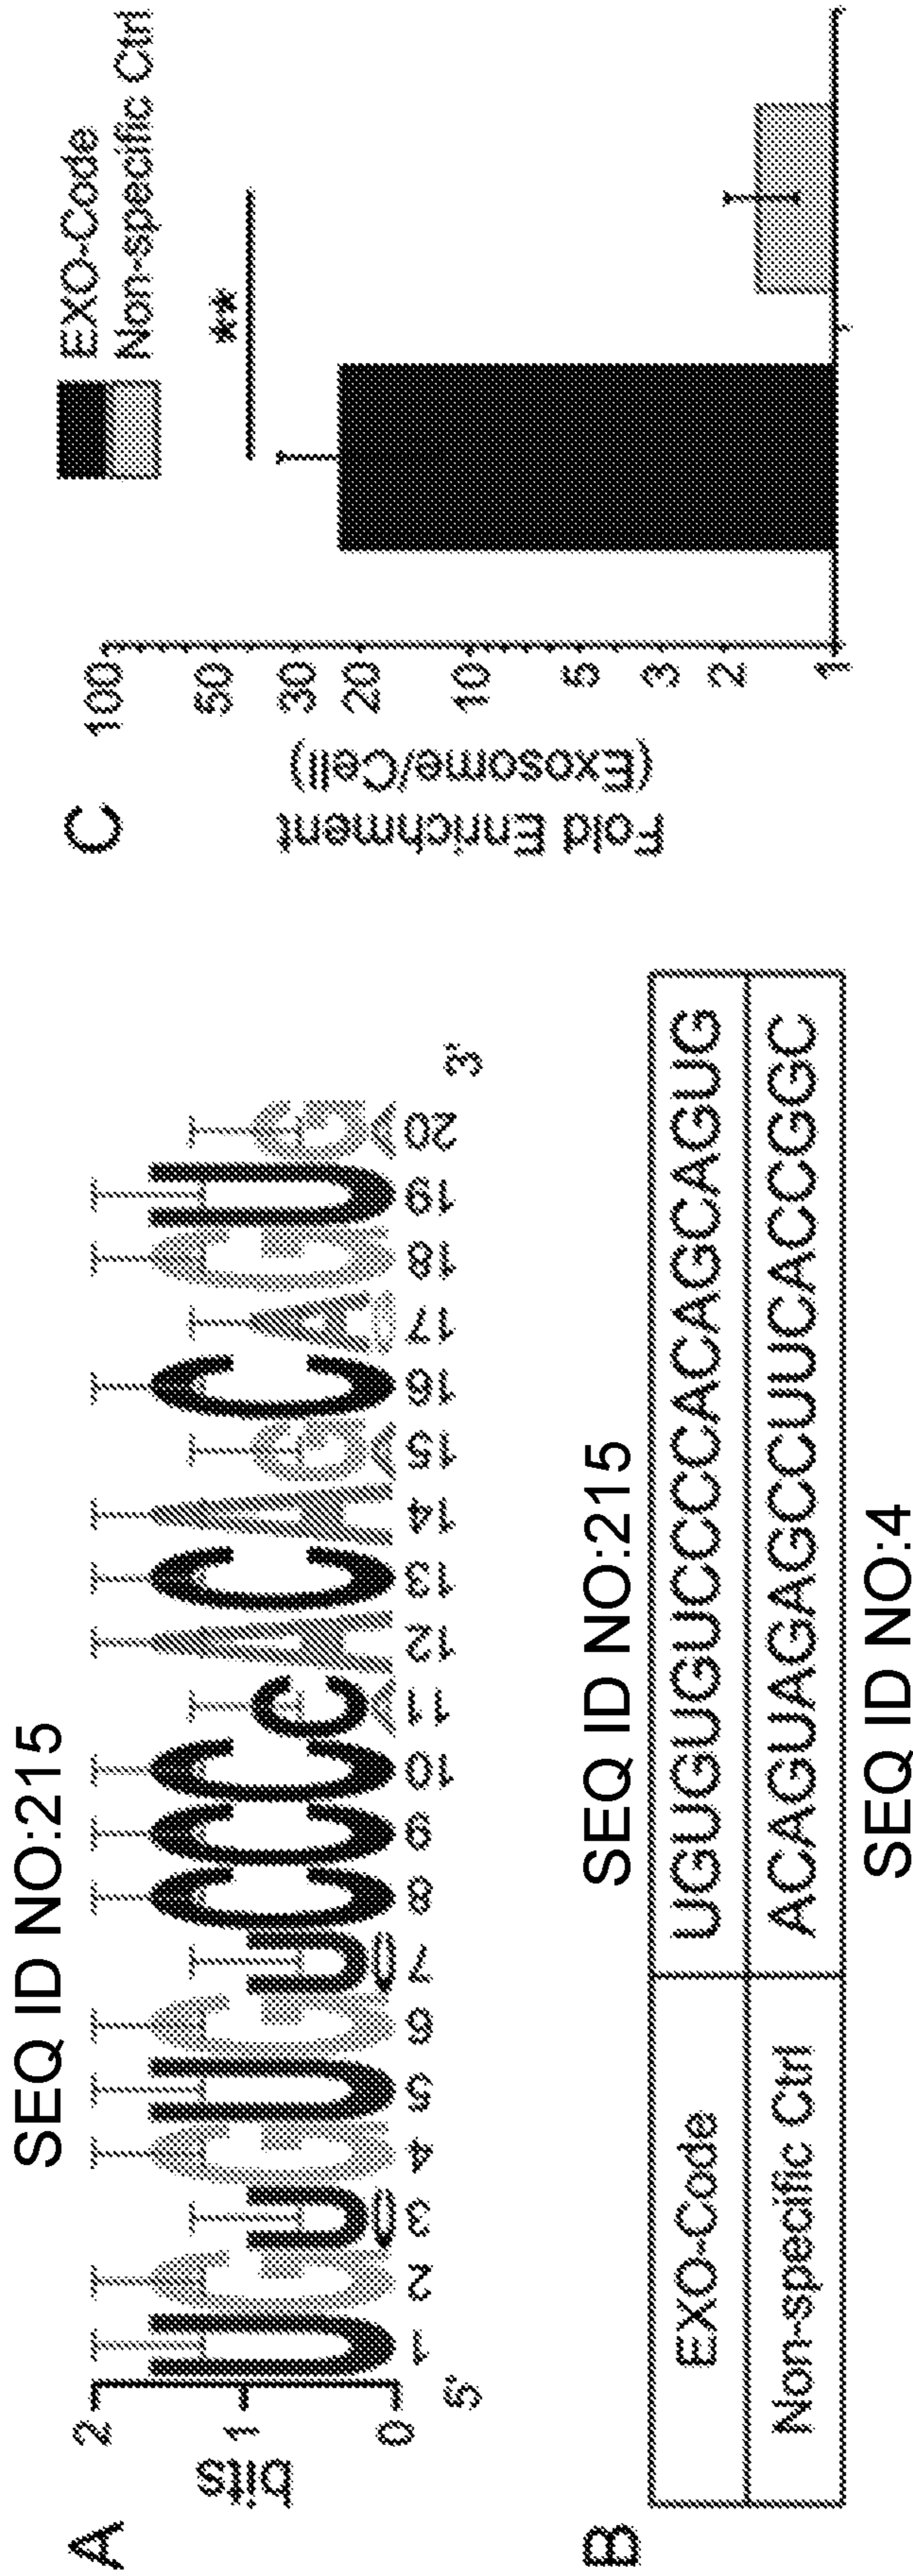 SEQ ID NO:215
A
bits
2
1
0
UGUGUGUCCCCACAGCAGUG
1 2 3 4 5 6 7 8 9 10 11 12 13 14 15 16 17 18 19 20
5' 3'
B
SEQ ID NO:215
EXO-Code UGUGUGUCCCCACAGCAGUG
Non-specific Ctrl ACAGUAGAGCCUUCACCGGC
SEQ ID NO:4
C
EXO-Code
Non-specific Ctrl
**
Fold Enrichment
(Exosome/Cell)
100
50
30
20
10
5
3
2
1